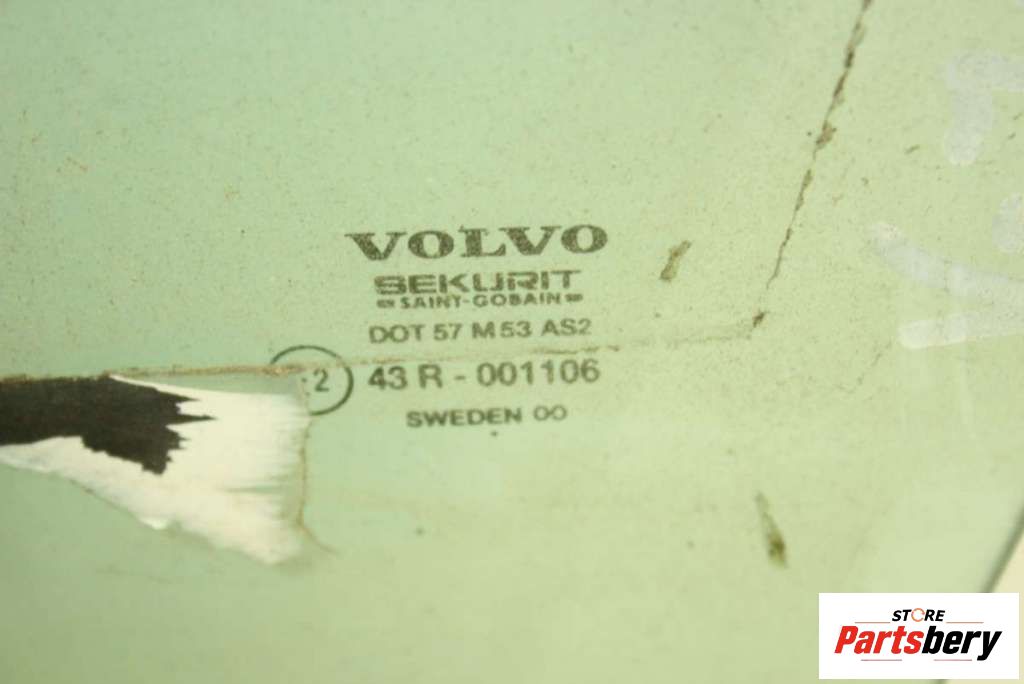 VOLVO
SEKURIT
SAINT-GOBAIN
DOT 57 M53 AS2
2 43 R - 001106
SWEDEN 00
STORE
Partsbery